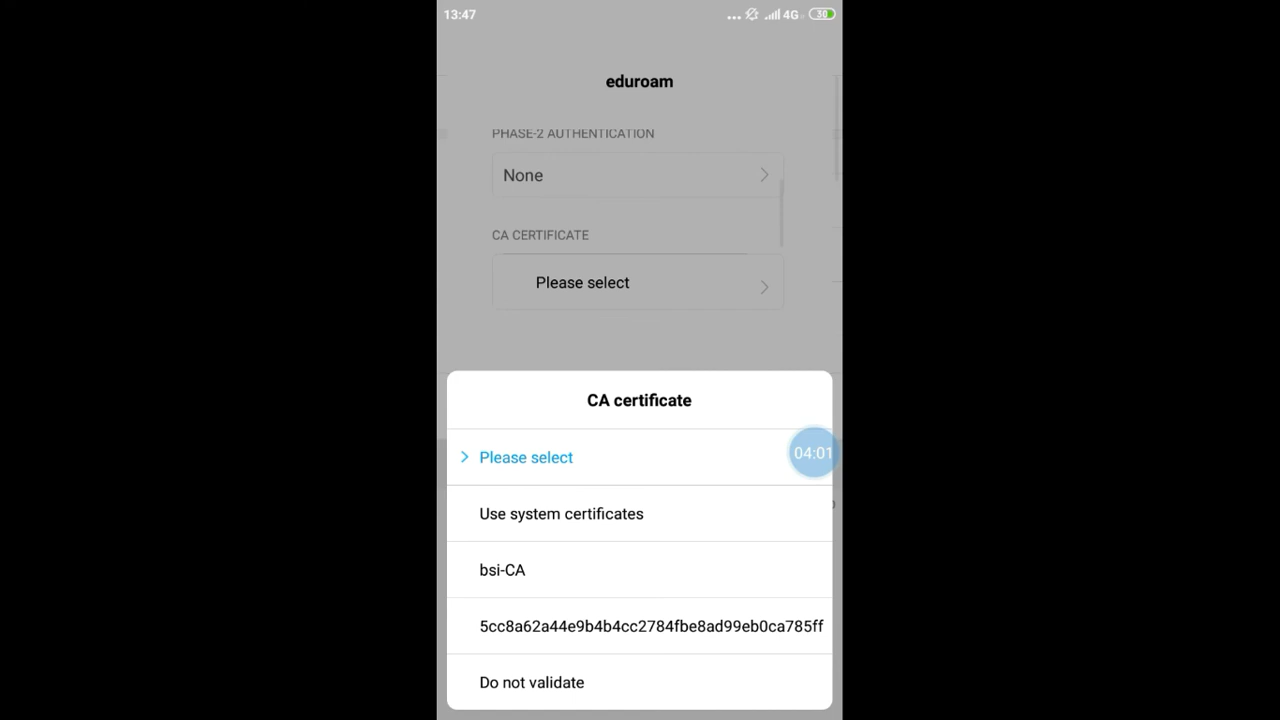 13:47
... 4G 30
eduroam
PHASE-2 AUTHENTICATION
None
CA CERTIFICATE
Please select
CA certificate
Please select
04:01
Use system certificates
bsi-CA
5cc8a62a44e9b4b4cc2784fbe8ad99eb0ca785ff
Do not validate